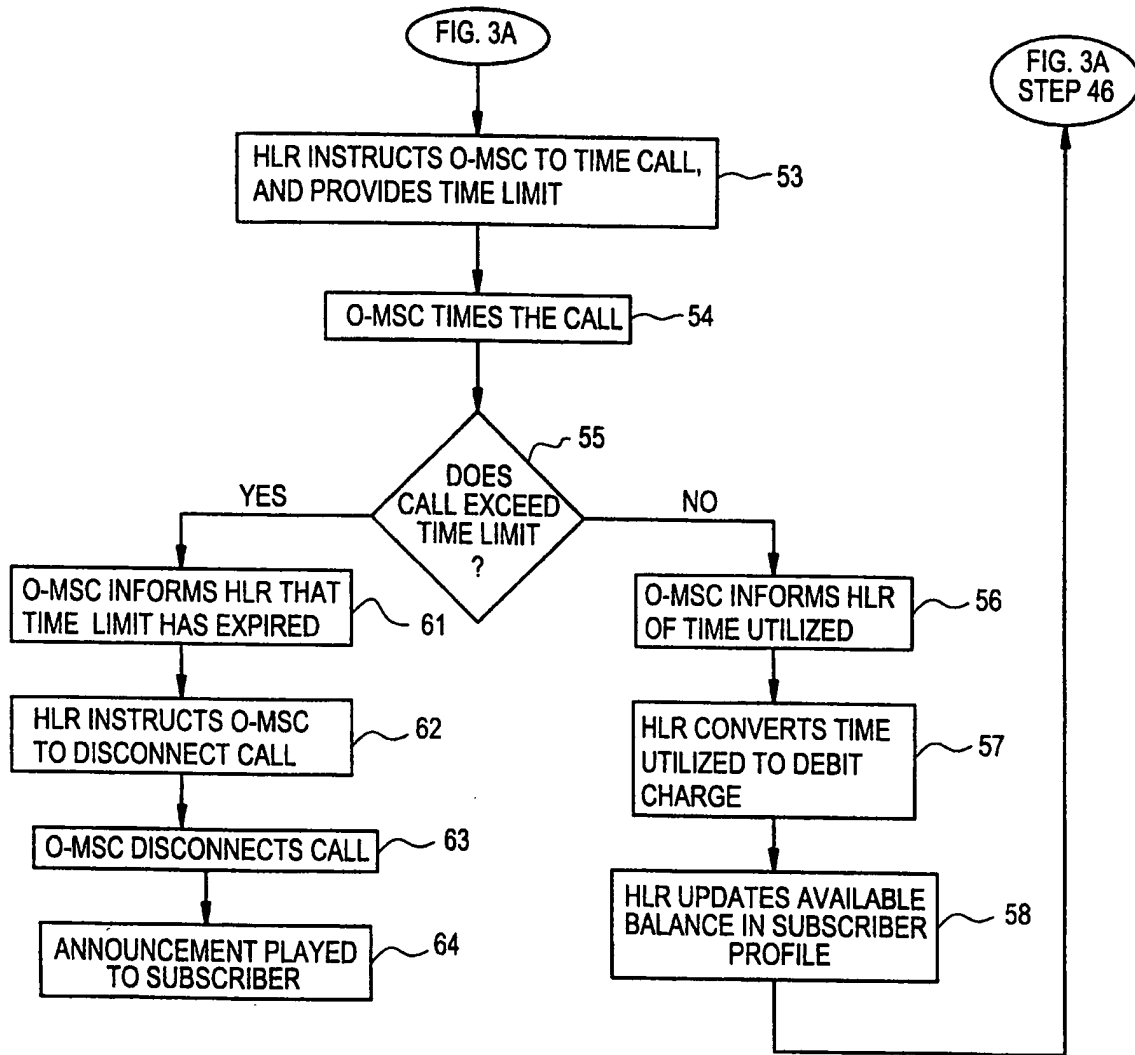 FIG. 3A
FIG. 3A
STEP 46
HLR INSTRUCTS O-MSC TO TIME CALL,
AND PROVIDES TIME LIMIT
53
O-MSC TIMES THE CALL
54
55
DOES
CALL EXCEED
TIME LIMIT
?
YES
NO
O-MSC INFORMS HLR THAT
TIME LIMIT HAS EXPIRED
61
HLR INSTRUCTS O-MSC
TO DISCONNECT CALL
62
O-MSC DISCONNECTS CALL
63
ANNOUNCEMENT PLAYED
TO SUBSCRIBER
64
O-MSC INFORMS HLR
OF TIME UTILIZED
56
HLR CONVERTS TIME
UTILIZED TO DEBIT
CHARGE
57
HLR UPDATES AVAILABLE
BALANCE IN SUBSCRIBER
PROFILE
58